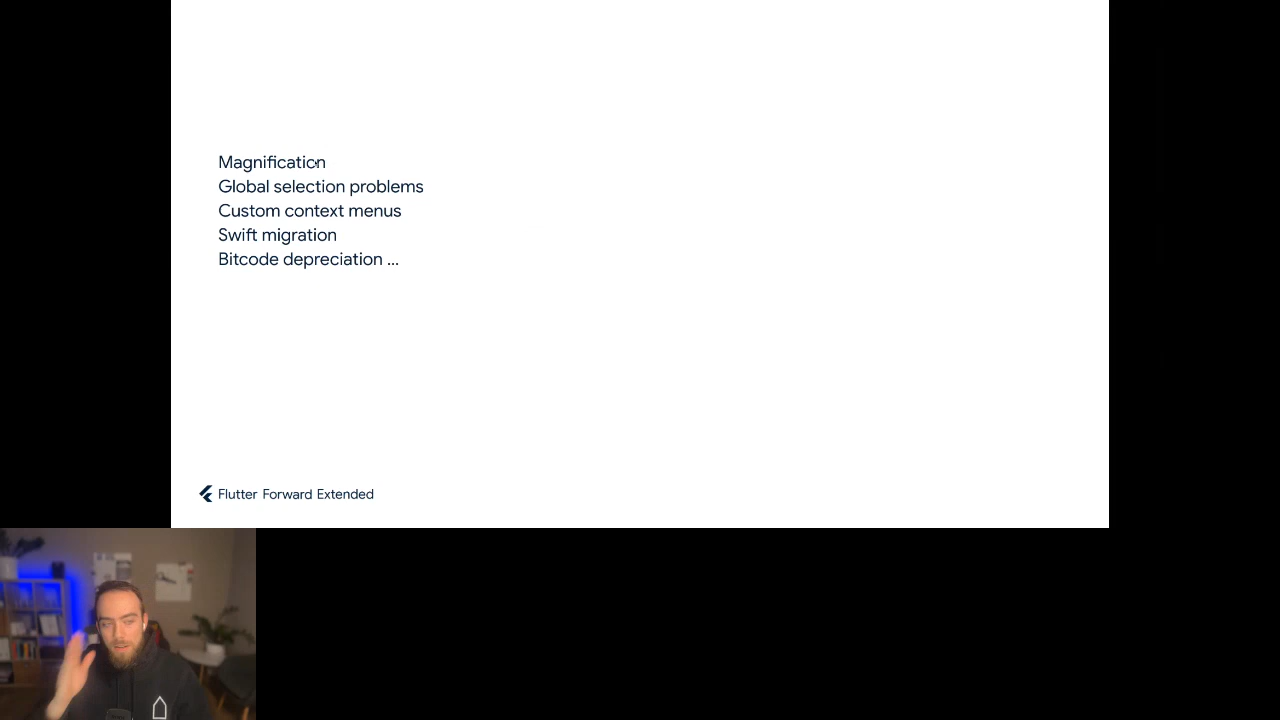 Magnification
Global selection problems
Custom context menus
Swift migration
Bitcode depreciation ...
Flutter Forward Extended